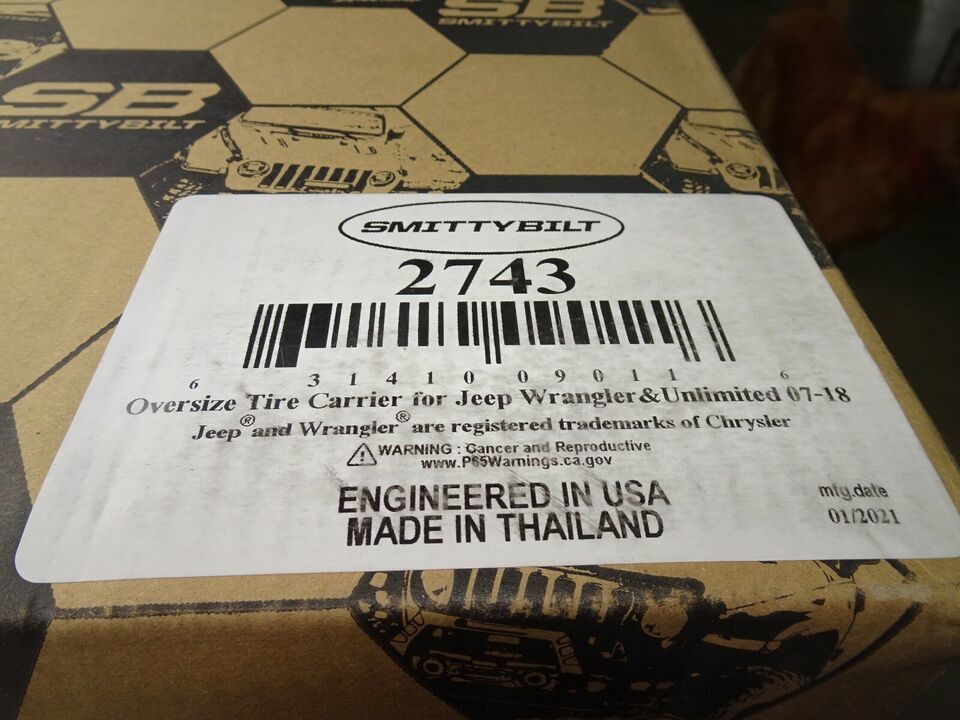 SB
SMITTYBILT
SB
SMITTYBILT
SMITTYBILT
2743
6 31410 09011 6
Oversize Tire Carrier for Jeep Wrangler&Unlimited 07-18
Jeep® and Wrangler® are registered trademarks of Chrysler
⚠ WARNING : Cancer and Reproductive
www.P65Warnings.ca.gov
ENGINEERED IN USA
MADE IN THAILAND
mfg.date
01/2021